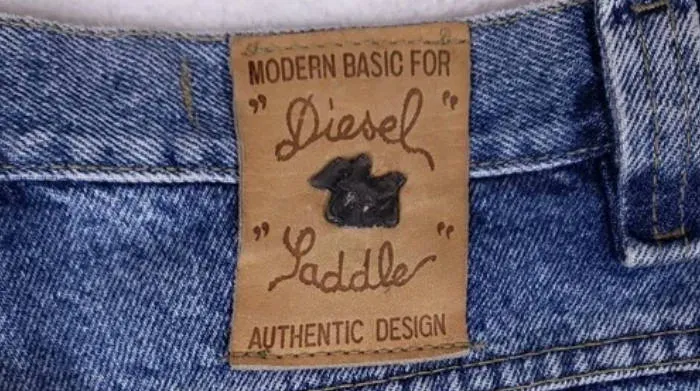 MODERN BASIC FOR
"Diesel"
"Saddle"
AUTHENTIC DESIGN